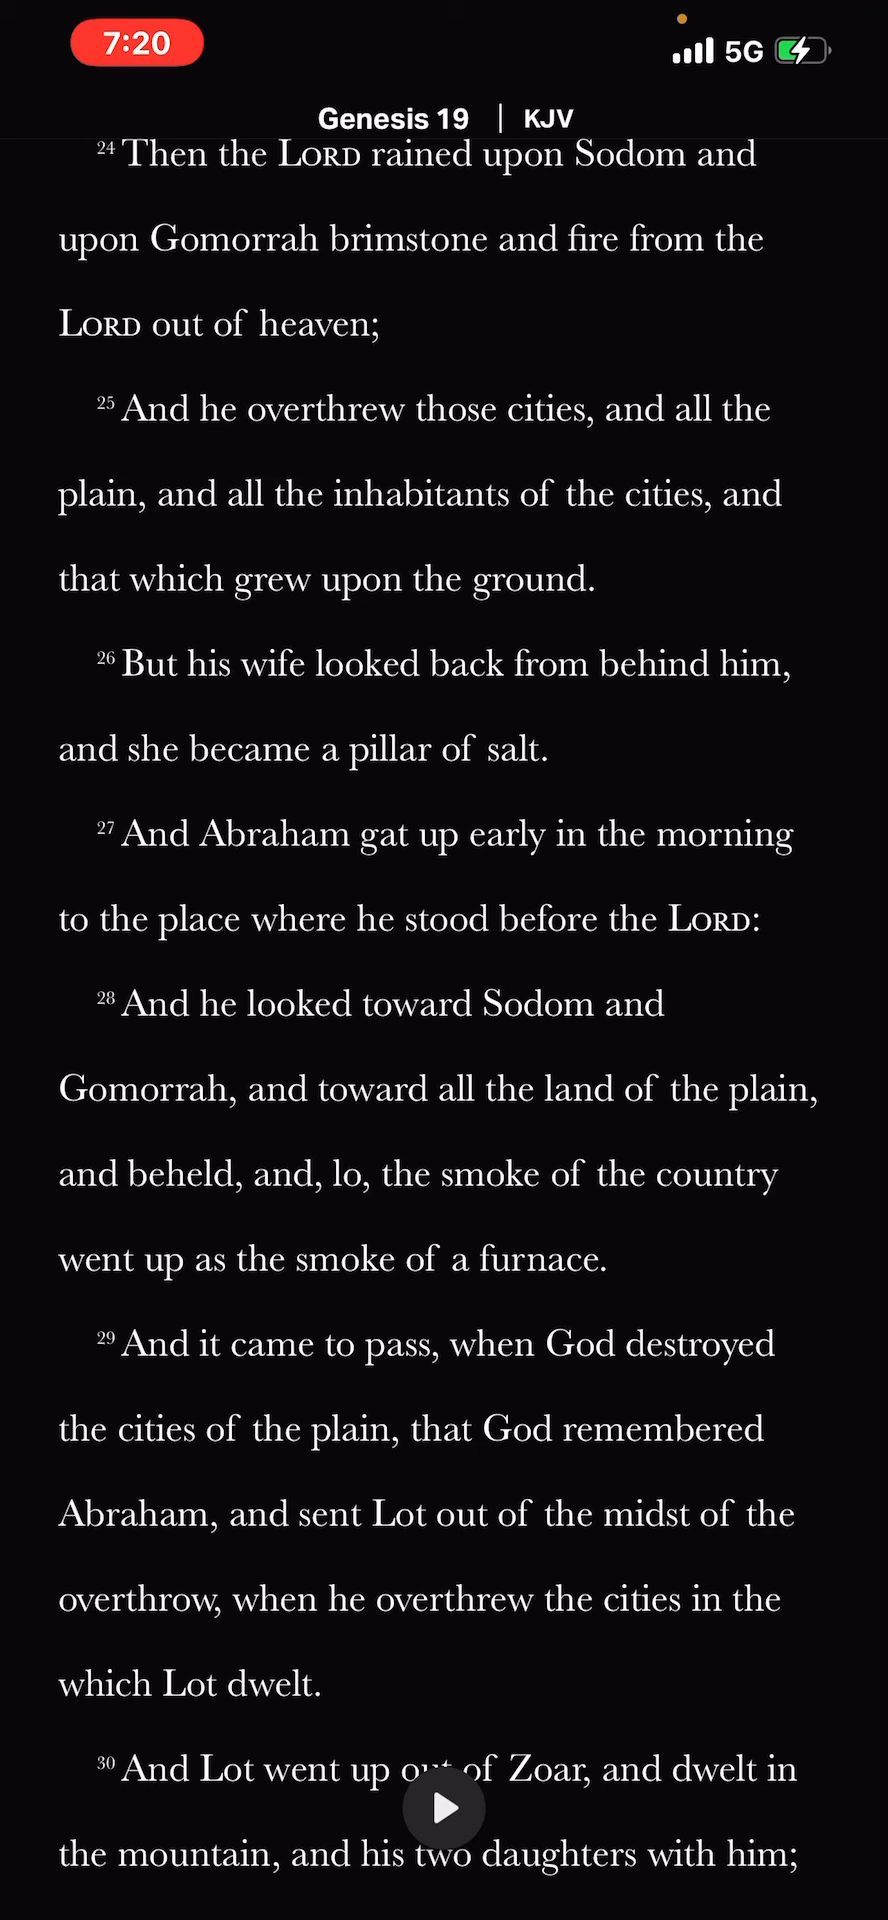 7:20
5G
Genesis 19 | KJV
24 Then the LORD rained upon Sodom and
upon Gomorrah brimstone and fire from the
LORD out of heaven;
25 And he overthrew those cities, and all the
plain, and all the inhabitants of the cities, and
that which grew upon the ground.
26 But his wife looked back from behind him,
and she became a pillar of salt.
27 And Abraham gat up early in the morning
to the place where he stood before the LORD:
28 And he looked toward Sodom and
Gomorrah, and toward all the land of the plain,
and beheld, and, lo, the smoke of the country
went up as the smoke of a furnace.
29 And it came to pass, when God destroyed
the cities of the plain, that God remembered
Abraham, and sent Lot out of the midst of the
overthrow, when he overthrew the cities in the
which Lot dwelt.
30 And Lot went up out of Zoar, and dwelt in
the mountain, and his two daughters with him;